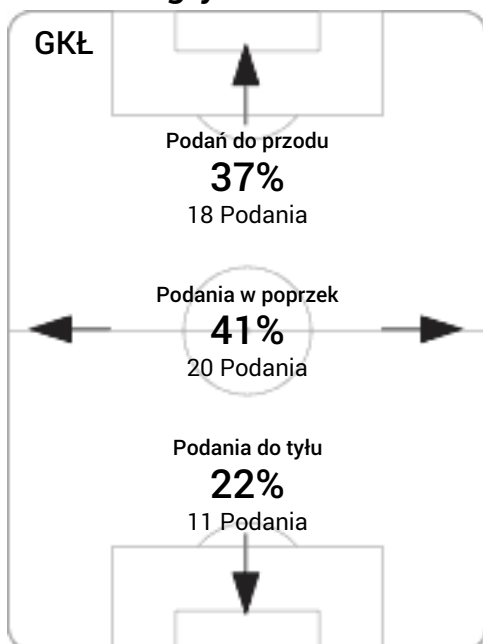 GKŁ
Podań do przodu
37%
18 Podania
Podania w poprzek
41%
20 Podania
Podania do tyłu
22%
11 Podania